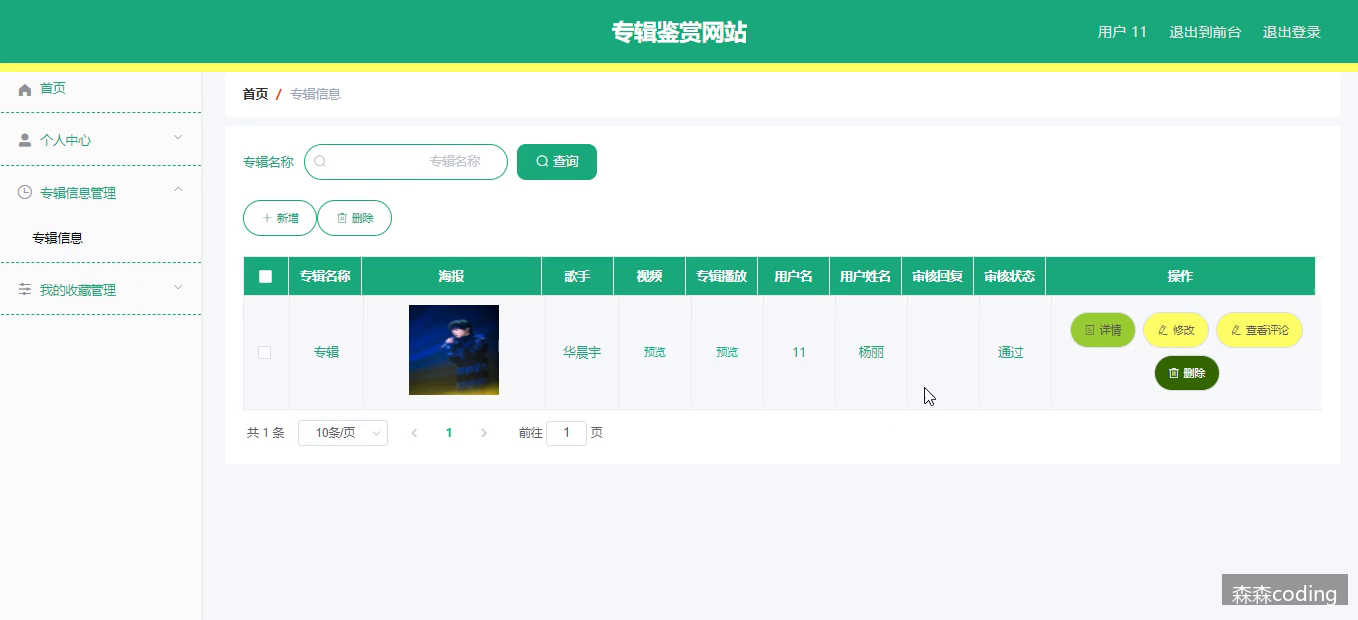 专辑鉴赏网站
用户 11 退出到前台 退出登录
首页
个人中心
专辑信息管理
专辑信息
我的收藏管理
首页 / 专辑信息
专辑名称 专辑名称 查询
新增 删除
专辑名称 海报 歌手 视频 专辑播放 用户名 用户姓名 审核回复 审核状态 操作
专辑 华晨宇 预览 预览 11 杨丽 通过 详情 修改 查看评论
删除
共 1 条 10条/页 1 前往 1 页
森森coding